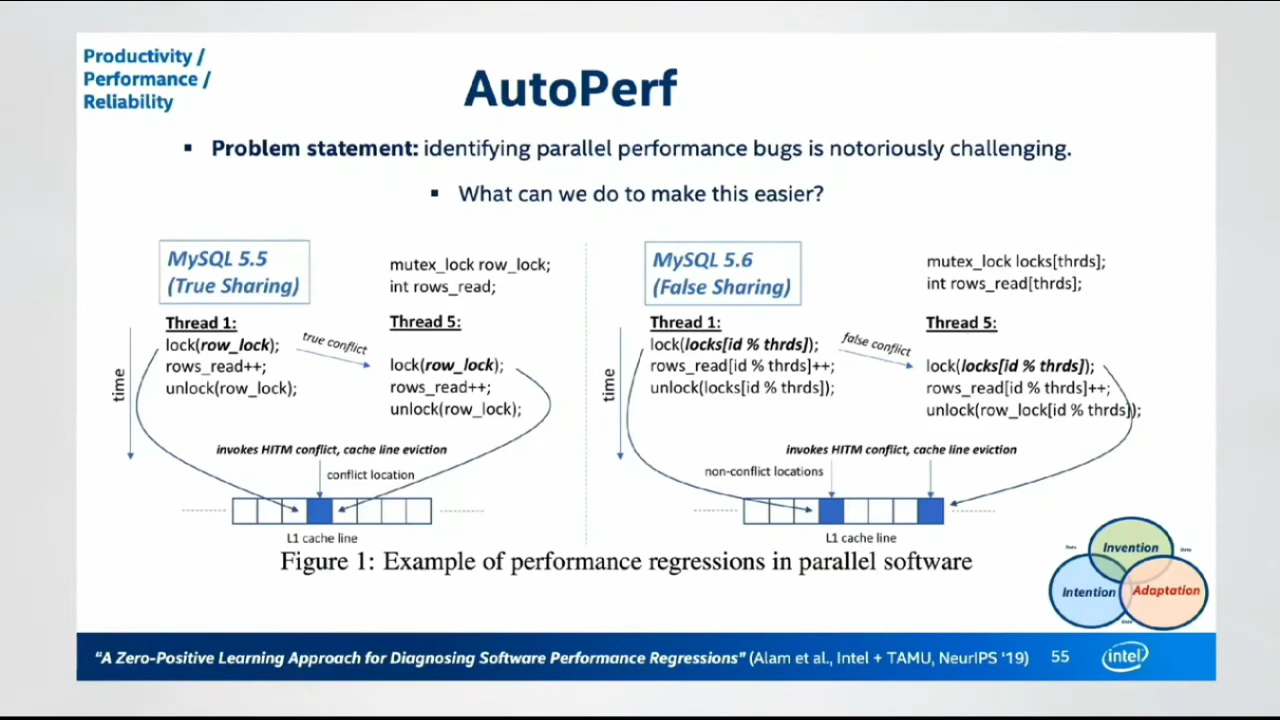 Productivity /
Performance /
Reliability
AutoPerf
▪ Problem statement: identifying parallel performance bugs is notoriously challenging.
▪ What can we do to make this easier?
MySQL 5.5
(True Sharing)
mutex_lock row_lock;
int rows_read;
Thread 1:
lock(row_lock);
rows_read++;
unlock(row_lock);
true conflict
Thread 5:
lock(row_lock);
rows_read++;
unlock(row_lock);
time
invokes HITM conflict, cache line eviction
conflict location
L1 cache line
MySQL 5.6
(False Sharing)
mutex_lock locks[thrds];
int rows_read[thrds];
Thread 1:
lock(locks[id % thrds]);
rows_read[id % thrds]++;
unlock(locks[id % thrds]);
false conflict
Thread 5:
lock(locks[id % thrds]);
rows_read[id % thrds]++;
unlock(row_lock[id % thrds]);
time
invokes HITM conflict, cache line eviction
non-conflict locations
L1 cache line
Figure 1: Example of performance regressions in parallel software
Invention
Intention
Adaptation
Data
Data
Data
"A Zero-Positive Learning Approach for Diagnosing Software Performance Regressions" (Alam et al., Intel + TAMU, NeurIPS '19)
55
intel